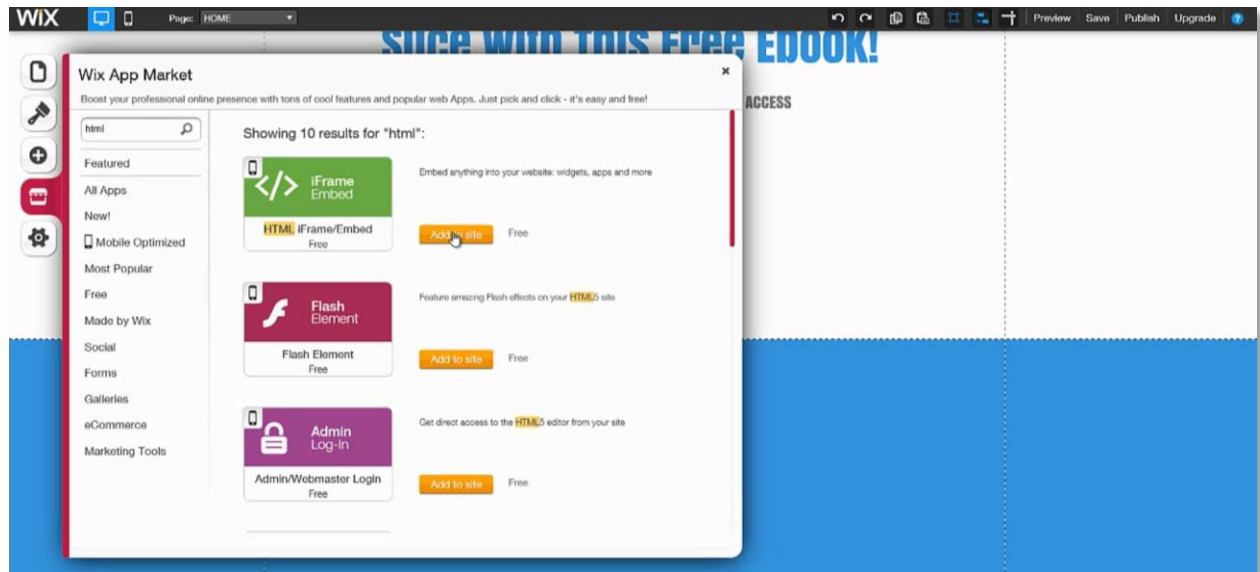 WiX Page: HOME Preview Save Publish Upgrade ?
Slice With This Free Ebook!
ACCESS
Wix App Market ×
Boost your professional online presence with tons of cool features and popular web Apps. Just pick and click - it's easy and free!
html
Featured
All Apps
New!
Mobile Optimized
Most Popular
Free
Made by Wix
Social
Forms
Galleries
eCommerce
Marketing Tools
Showing 10 results for "html":
</> iFrame
Embed
HTML iFrame/Embed
Free
Embed anything into your website: widgets, apps and more
Add to site Free
Flash
Element
Flash Element
Free
Feature amazing Flash effects on your HTML5 site
Add to site Free
Admin
Log-In
Admin/Webmaster Login
Free
Get direct access to the HTML5 editor from your site
Add to site Free